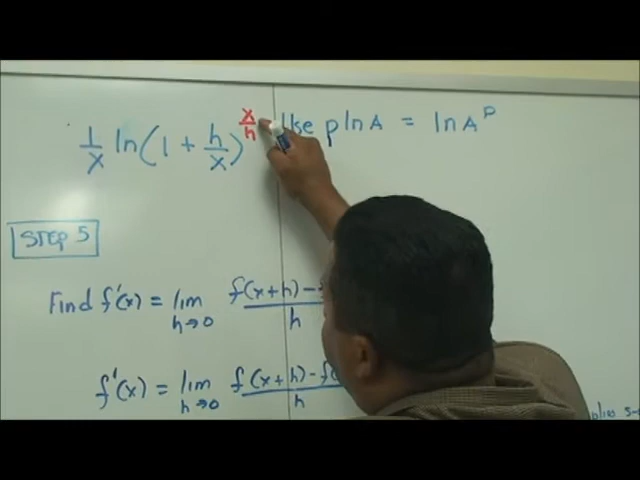 1/x ln(1 + h/x)^x/h Use p ln A = ln A^p
STEP 5
Find f'(x) = lim h→0 f(x+h) - / h
f'(x) = lim h→0 f(x+h) - f( / h